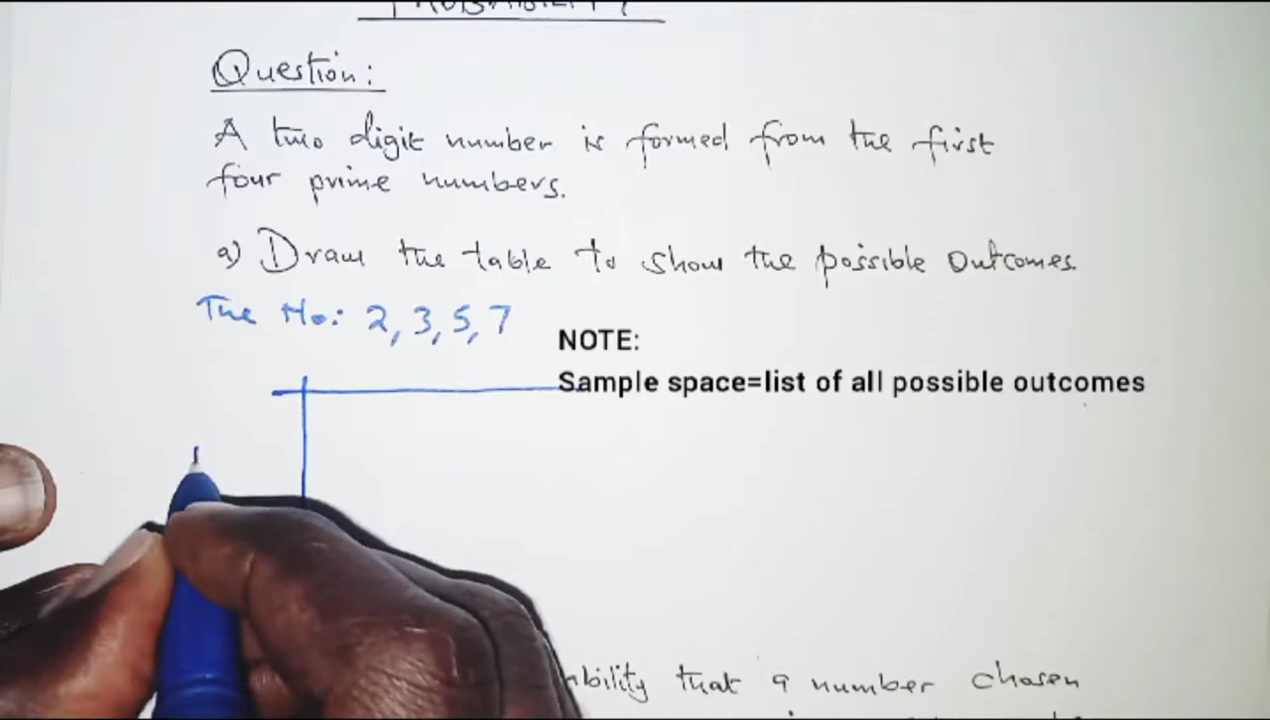 PROBABILITY
Question:
A two digit number is formed from the first
four prime numbers.
a) Draw the table to show the possible outcomes.
The No: 2, 3, 5, 7
NOTE:
Sample space=list of all possible outcomes
that a number chosen